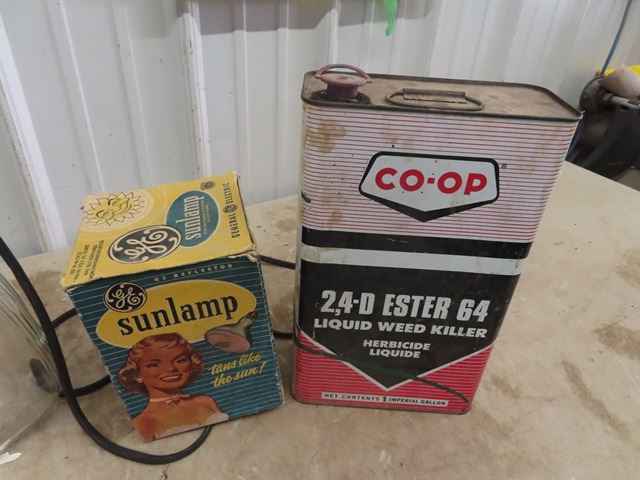 GE
sunlamp
GENERAL ELECTRIC
RS REFLECTOR
GE
sunlamp
tans like
the sun!
CO-OP
®
2,4-D ESTER 64
LIQUID WEED KILLER
HERBICIDE
LIQUIDE
NET CONTENTS 1 IMPERIAL GALLON